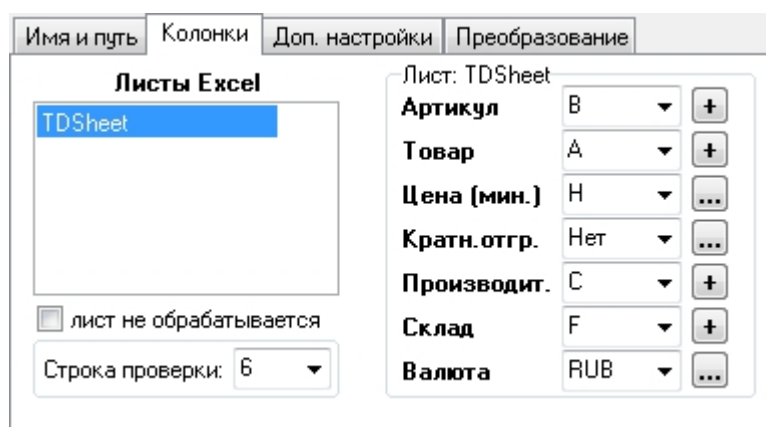 Имя и путь Колонки Доп. настройки Преобразование
Листы Excel
TDSheet
лист не обрабатывается
Строка проверки: 6
Лист: TDSheet
Артикул B +
Товар A +
Цена (мин.) H ...
Кратн.отгр. Нет ...
Производит. C +
Склад F +
Валюта RUB ...